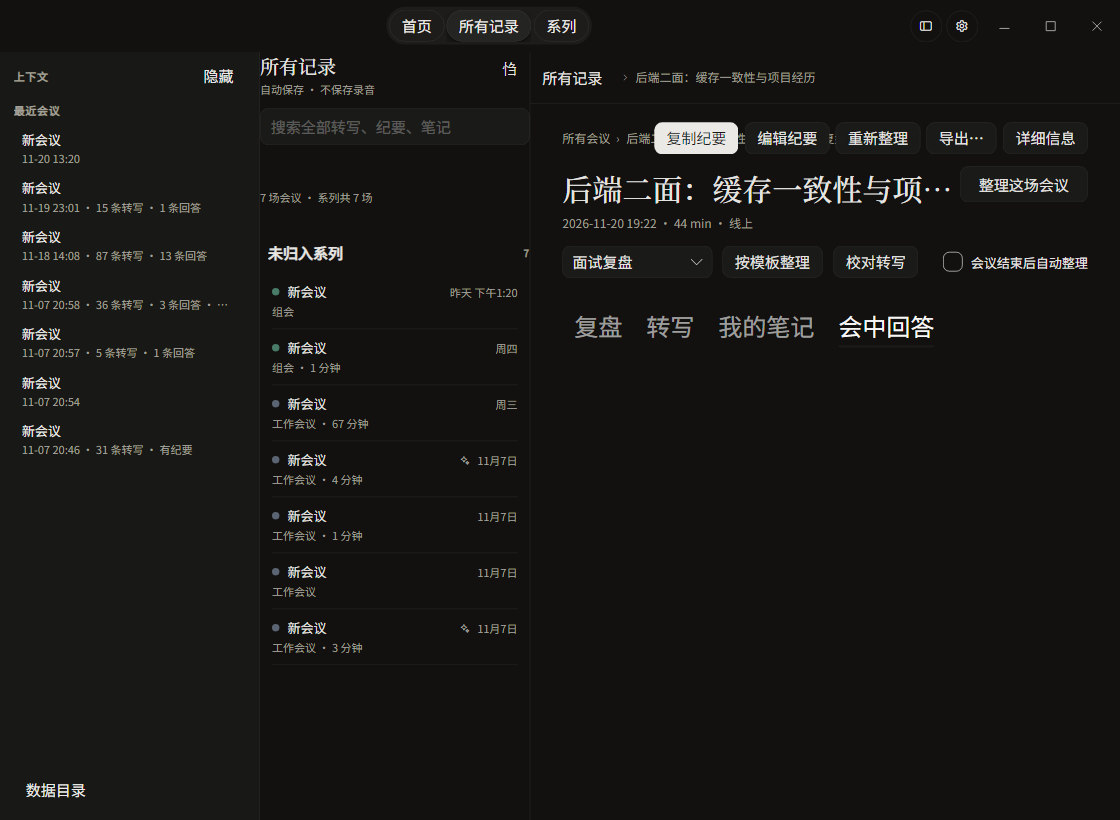 首页 所有记录 系列
上下文 隐藏
最近会议
新会议
11-20 13:20
新会议
11-19 23:01 · 15 条转写 · 1 条回答
新会议
11-18 14:08 · 87 条转写 · 13 条回答
新会议
11-07 20:58 · 36 条转写 · 3 条回答 · …
新会议
11-07 20:57 · 5 条转写 · 1 条回答
新会议
11-07 20:54
新会议
11-07 20:46 · 31 条转写 · 有纪要
数据目录
所有记录
自动保存 · 不保存录音
搜索全部转写、纪要、笔记
7 场会议 · 系列共 7 场
未归入系列 7
新会议 昨天 下午1:20
组会
新会议 周四
组会 · 1 分钟
新会议 周三
工作会议 · 67 分钟
新会议 11月7日
工作会议 · 4 分钟
新会议 11月7日
工作会议 · 1 分钟
新会议 11月7日
工作会议
新会议 11月7日
工作会议 · 3 分钟
所有记录 › 后端二面：缓存一致性与项目经历
所有会议 › 后端二
复制纪要 编辑纪要 重新整理 导出… 详细信息
后端二面：缓存一致性与项… 整理这场会议
2026-11-20 19:22 · 44 min · 线上
面试复盘 按模板整理 校对转写 会议结束后自动整理
复盘 转写 我的笔记 会中回答